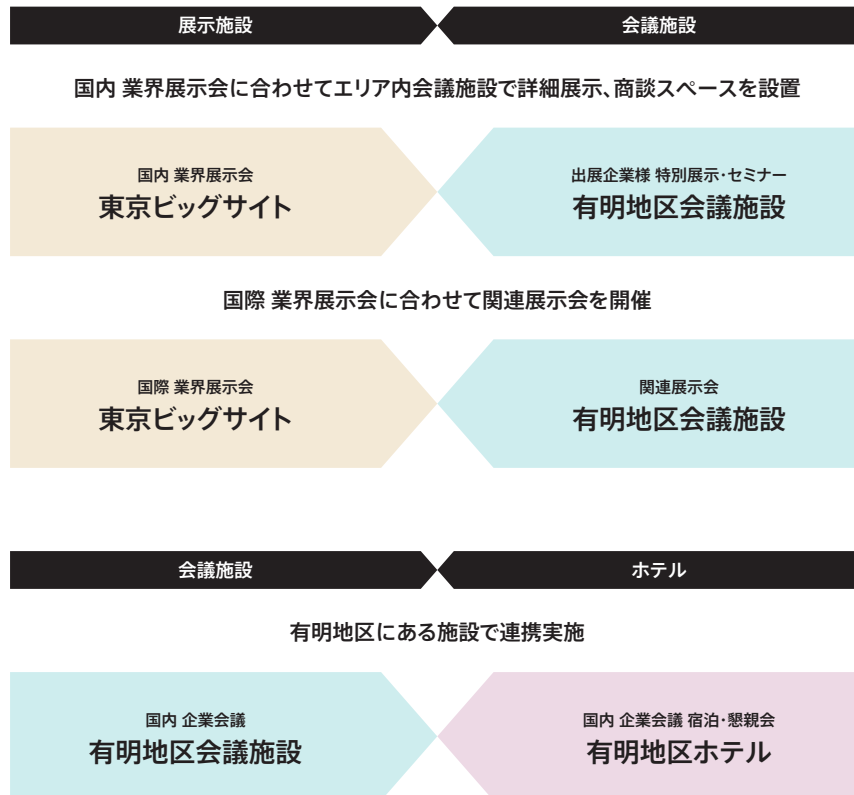 展示施設
会議施設
国内 業界展示会に合わせてエリア内会議施設で詳細展示、商談スペースを設置
国内 業界展示会
東京ビッグサイト
出展企業様 特別展示・セミナー
有明地区会議施設
国際 業界展示会に合わせて関連展示会を開催
国際 業界展示会
東京ビッグサイト
関連展示会
有明地区会議施設
会議施設
ホテル
有明地区にある施設で連携実施
国内 企業会議
有明地区会議施設
国内 企業会議 宿泊・懇親会
有明地区ホテル